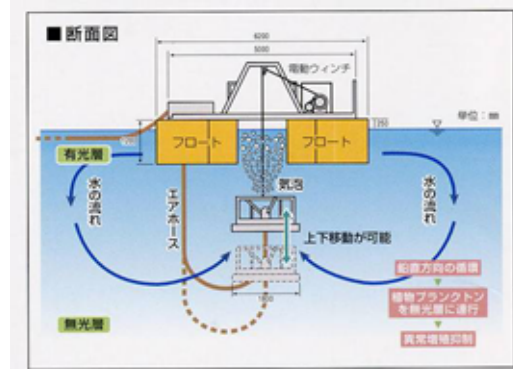 ■断面図
6200
5000
電動ウィンチ
単位：㎜
350
フロート
フロート
有光層
気泡
水の流れ
エアホース
水の流れ
上下移動が可能
鉛直方向の循環
植物プランクトン
を無光層に連行
異常増殖抑制
無光層